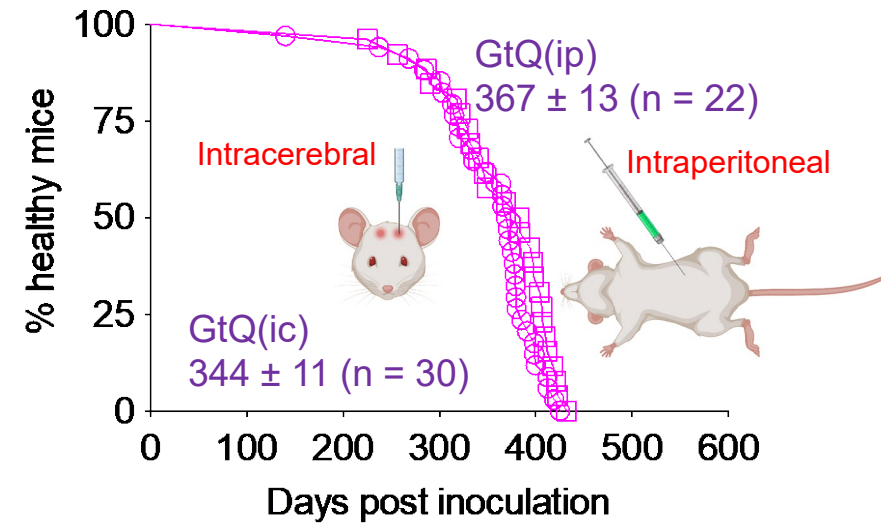 100
75
50
25
0
% healthy mice
GtQ(ip)
367 ± 13 (n = 22)
Intracerebral
Intraperitoneal
GtQ(ic)
344 ± 11 (n = 30)
0 100 200 300 400 500 600
Days post inoculation